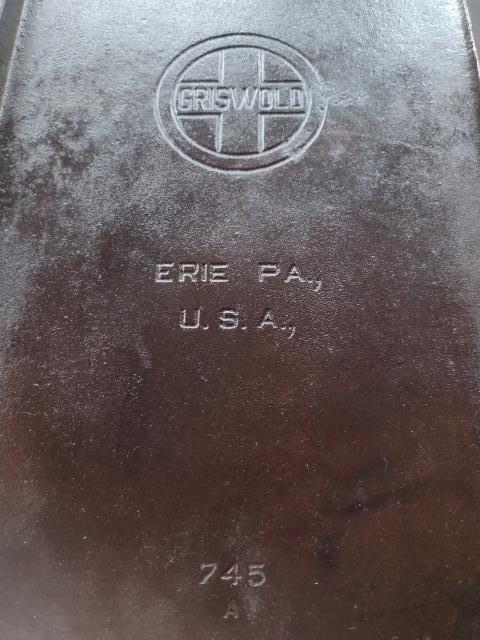 GRISWOLD
ERIE PA.,
U.S.A.,
745
A